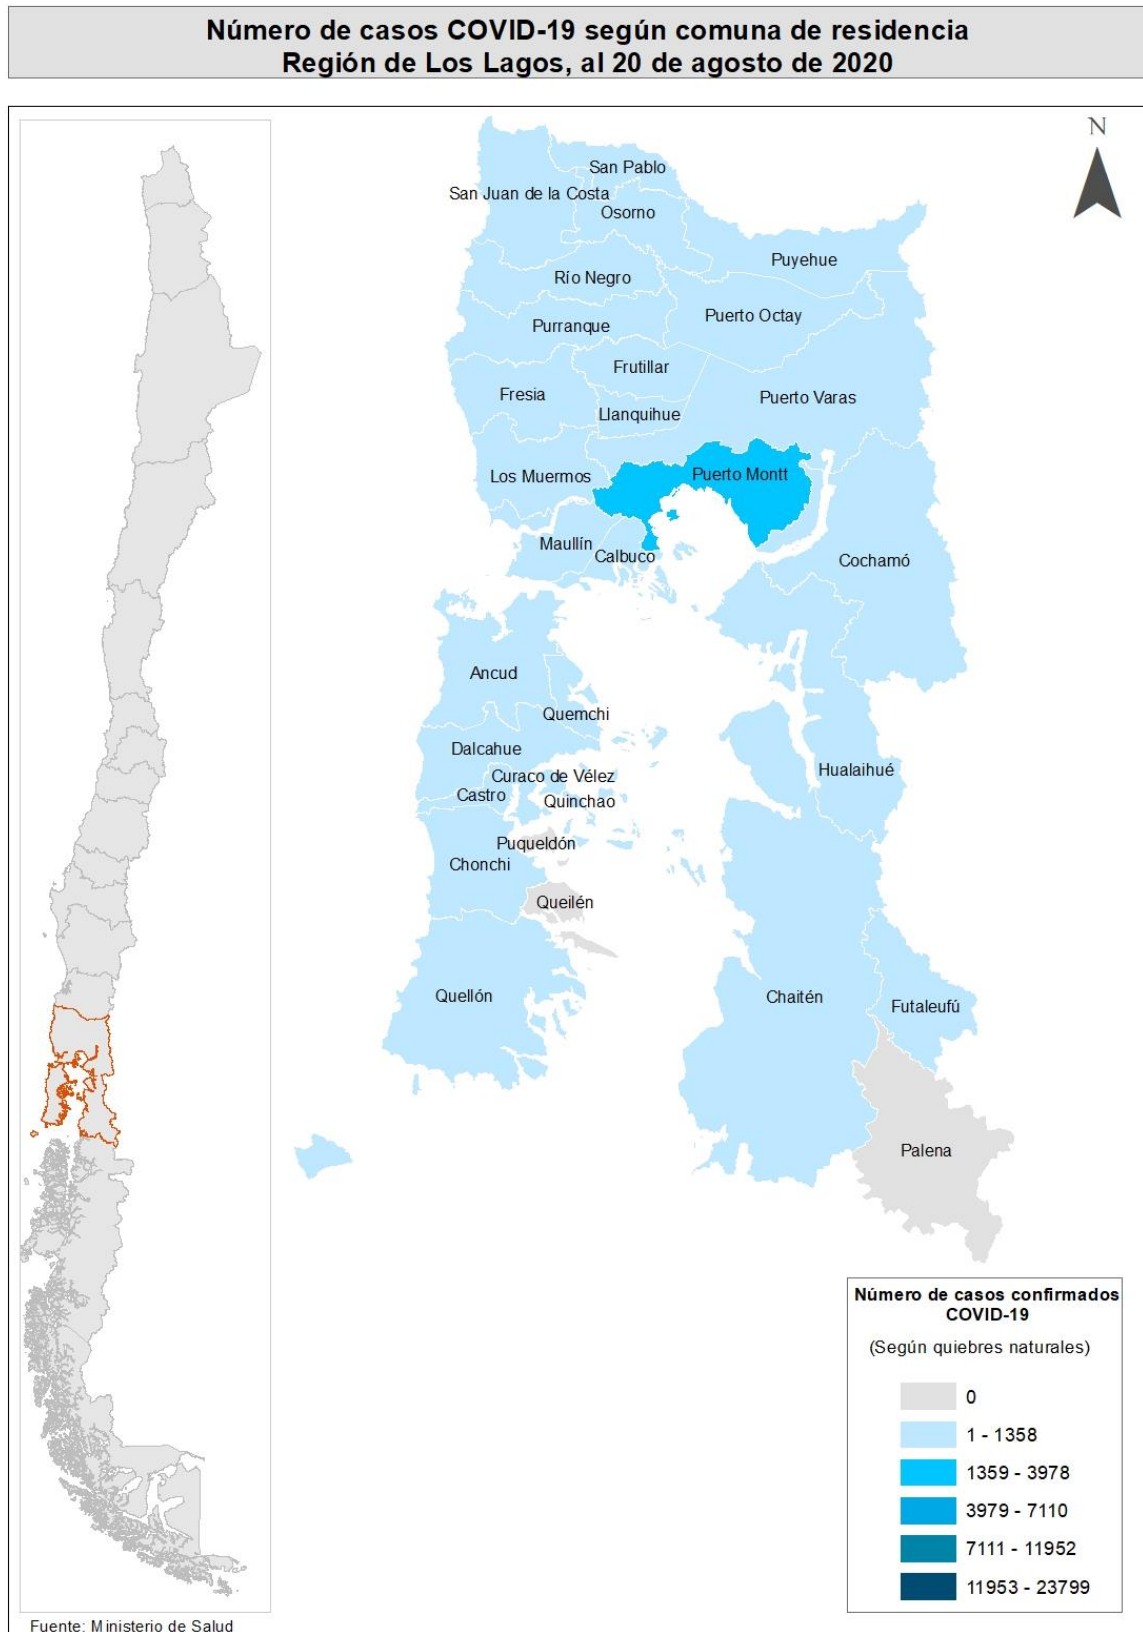 Número de casos COVID-19 según comuna de residencia
Región de Los Lagos, al 20 de agosto de 2020
N
San Pablo
San Juan de la Costa
Osorno
Puyehue
Río Negro
Puerto Octay
Purranque
Frutillar
Fresia
Puerto Varas
Llanquihue
Los Muermos
Puerto Montt
Maullín
Calbuco
Cochamó
Ancud
Quemchi
Dalcahue
Hualaihué
Curaco de Vélez
Castro
Quinchao
Puqueldón
Chonchi
Queilén
Quellón
Chaitén
Futaleufú
Palena
Número de casos confirmados
COVID-19
(Según quiebres naturales)
0
1 - 1358
1359 - 3978
3979 - 7110
7111 - 11952
11953 - 23799
Fuente: Ministerio de Salud